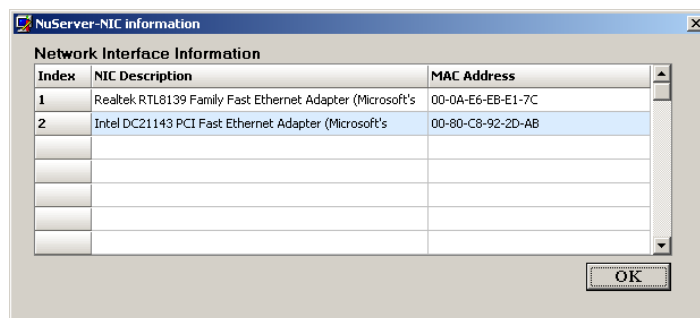 NuServer-NIC information
Network Interface Information
Index NIC Description MAC Address
1 Realtek RTL8139 Family Fast Ethernet Adapter (Microsoft's 00-0A-E6-EB-E1-7C
2 Intel DC21143 PCI Fast Ethernet Adapter (Microsoft's 00-80-C8-92-2D-AB
OK